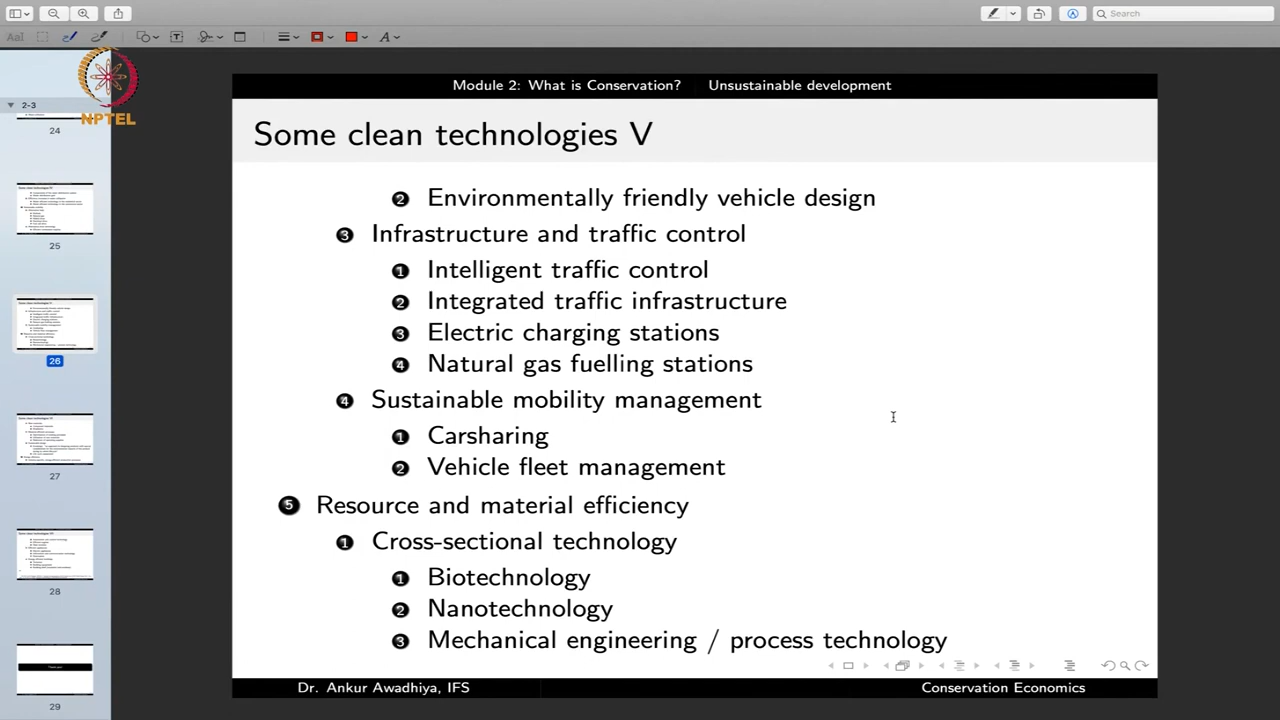 Search
Aa
A
NPTEL
2-3
24
25
26
27
28
29
Module 2: What is Conservation? Unsustainable development
Some clean technologies V
2 Environmentally friendly vehicle design
3 Infrastructure and traffic control
1 Intelligent traffic control
2 Integrated traffic infrastructure
3 Electric charging stations
4 Natural gas fuelling stations
4 Sustainable mobility management
1 Carsharing
2 Vehicle fleet management
5 Resource and material efficiency
1 Cross-sectional technology
1 Biotechnology
2 Nanotechnology
3 Mechanical engineering / process technology
Dr. Ankur Awadhiya, IFS Conservation Economics